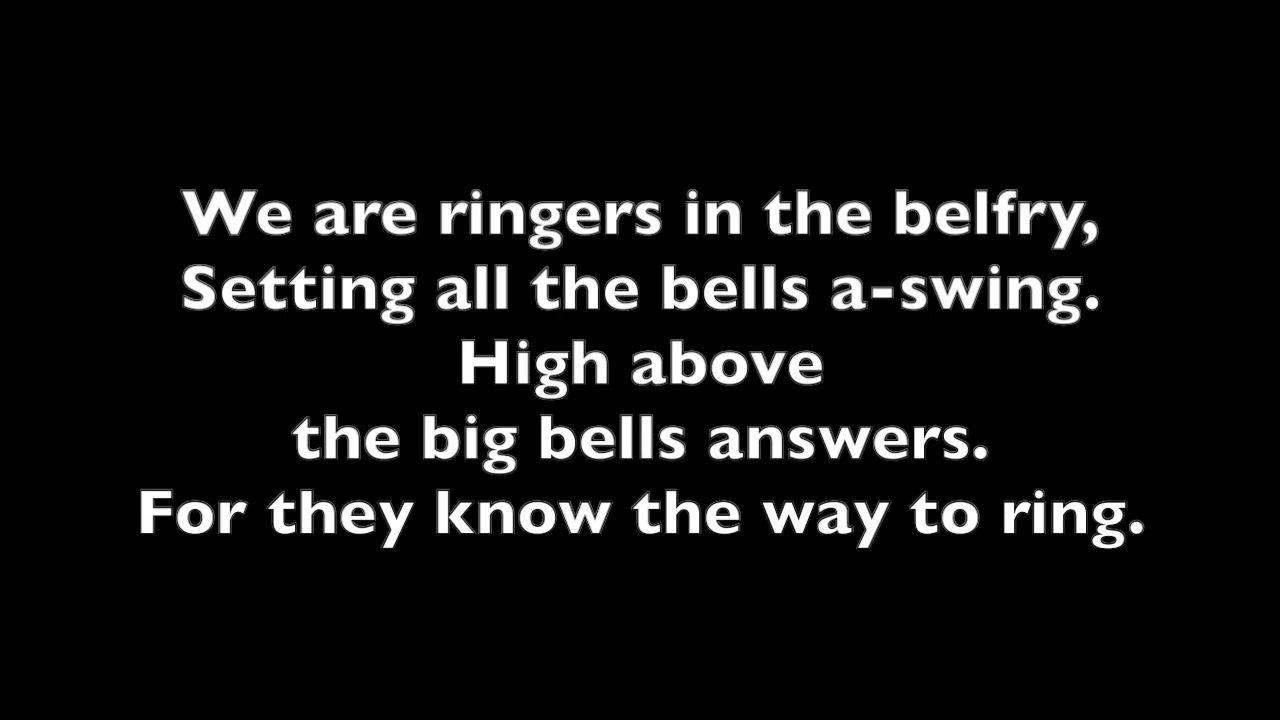 We are ringers in the belfry,
Setting all the bells a-swing.
High above
the big bells answers.
For they know the way to ring.